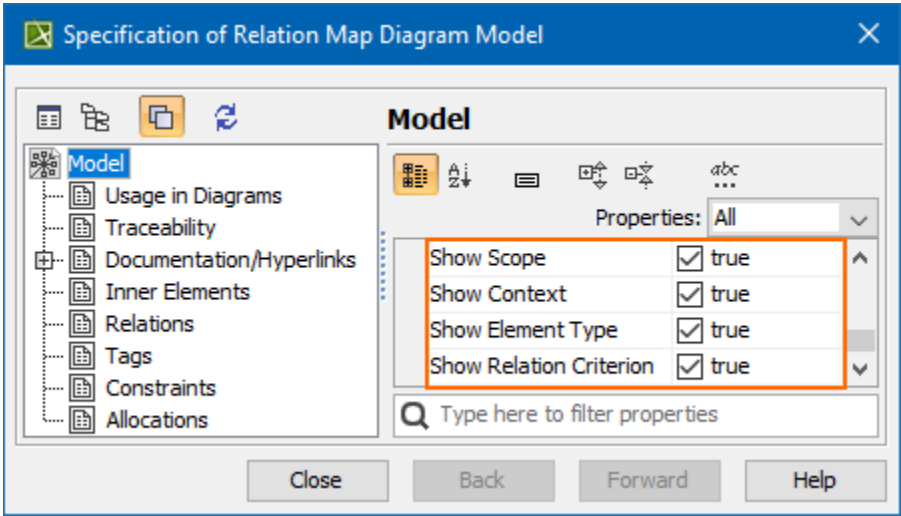 Specification of Relation Map Diagram Model
Model
Model
Usage in Diagrams
Traceability
Documentation/Hyperlinks
Inner Elements
Relations
Tags
Constraints
Allocations
A
Z
abc
...
Properties: All
Show Scope true
Show Context true
Show Element Type true
Show Relation Criterion true
Type here to filter properties
Close Back Forward Help